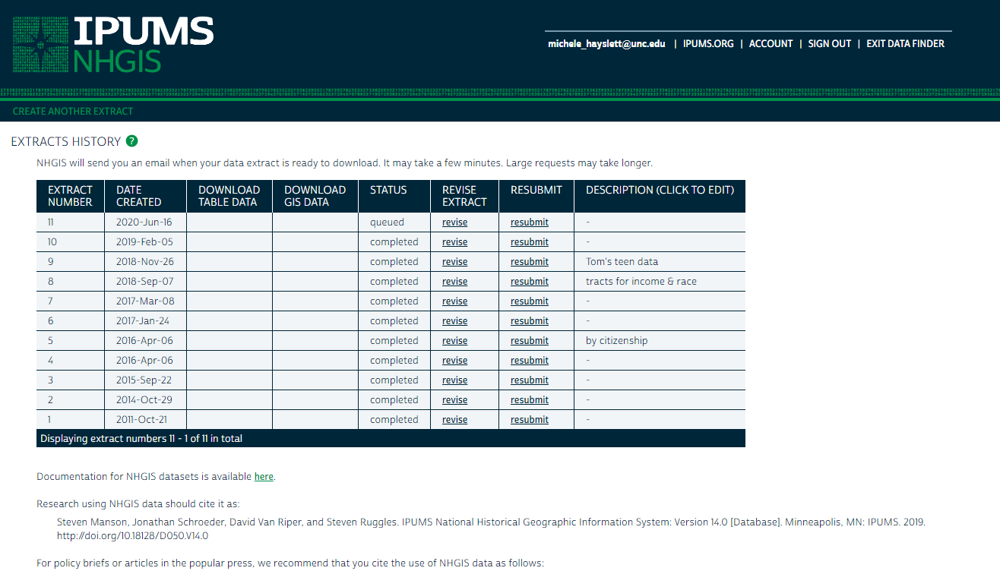 IPUMS
NHGIS
michele_hayslett@unc.edu | IPUMS.ORG | ACCOUNT | SIGN OUT | EXIT DATA FINDER
CREATE ANOTHER EXTRACT
EXTRACTS HISTORY ?
NHGIS will send you an email when your data extract is ready to download. It may take a few minutes. Large requests may take longer.
EXTRACT NUMBER DATE CREATED DOWNLOAD TABLE DATA DOWNLOAD GIS DATA STATUS REVISE EXTRACT RESUBMIT DESCRIPTION (CLICK TO EDIT)
11 2020-Jun-16 queued revise resubmit -
10 2019-Feb-05 completed revise resubmit -
9 2018-Nov-26 completed revise resubmit Tom's teen data
8 2018-Sep-07 completed revise resubmit tracts for income & race
7 2017-Mar-08 completed revise resubmit -
6 2017-Jan-24 completed revise resubmit -
5 2016-Apr-06 completed revise resubmit by citizenship
4 2016-Apr-06 completed revise resubmit -
3 2015-Sep-22 completed revise resubmit -
2 2014-Oct-29 completed revise resubmit -
1 2011-Oct-21 completed revise resubmit -
Displaying extract numbers 11 - 1 of 11 in total
Documentation for NHGIS datasets is available here.
Research using NHGIS data should cite it as:
Steven Manson, Jonathan Schroeder, David Van Riper, and Steven Ruggles. IPUMS National Historical Geographic Information System: Version 14.0 [Database]. Minneapolis, MN: IPUMS. 2019.
http://doi.org/10.18128/D050.V14.0
For policy briefs or articles in the popular press, we recommend that you cite the use of NHGIS data as follows: